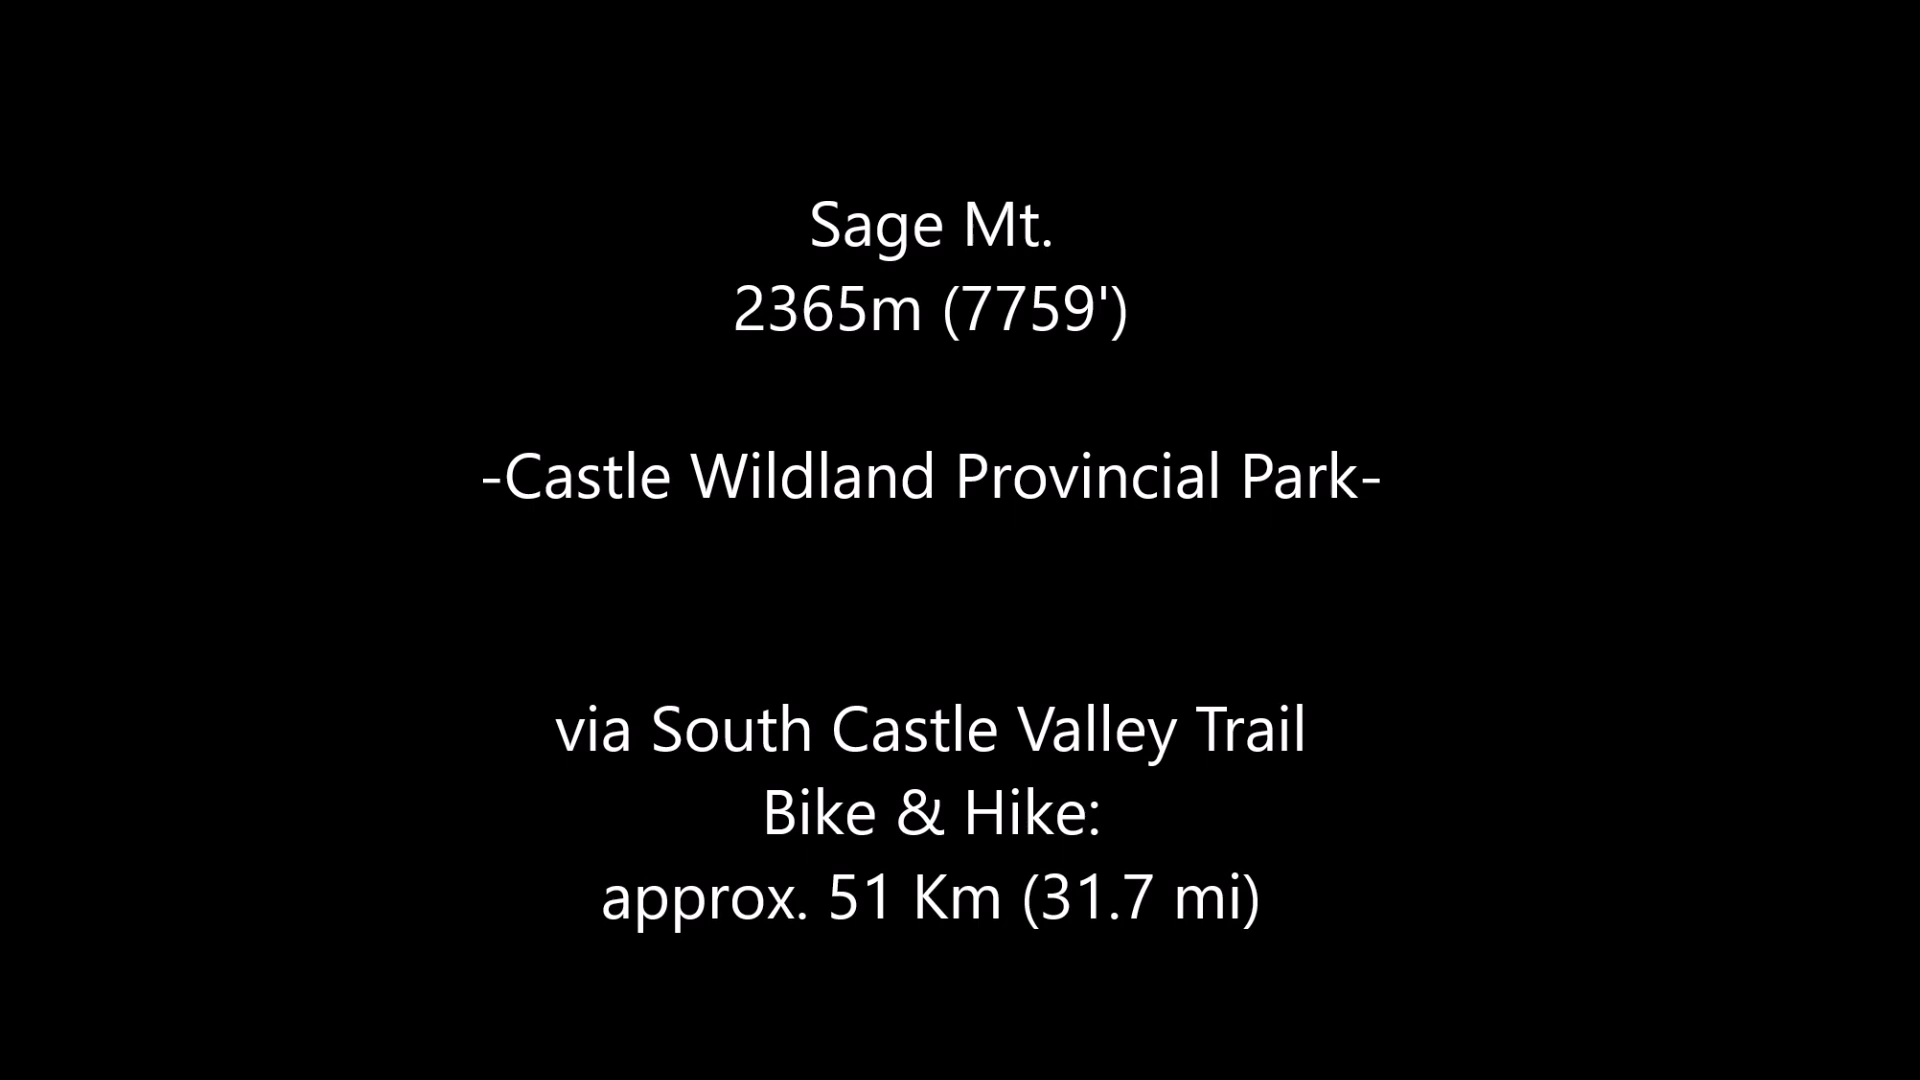 Sage Mt.
2365m (7759')
-Castle Wildland Provincial Park-
via South Castle Valley Trail
Bike & Hike:
approx. 51 Km (31.7 mi)